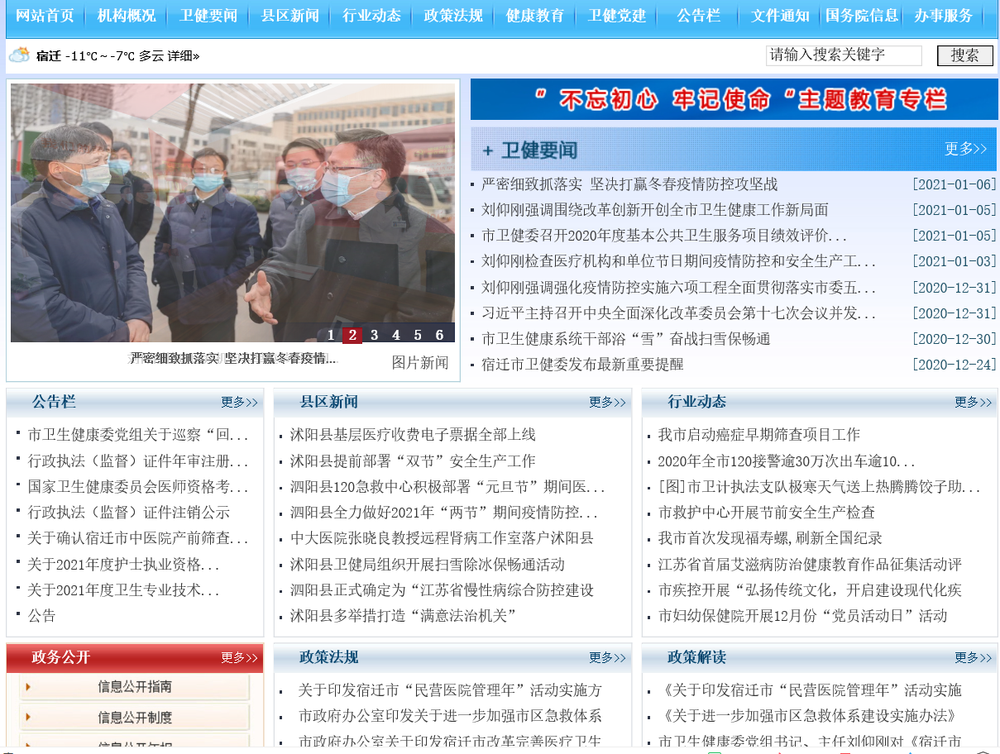 网站首页 机构概况 卫健要闻 县区新闻 行业动态 政策法规 健康教育 卫健党建 公告栏 文件通知 国务院信息 办事服务
宿迁 -11℃～-7℃ 多云 详细»
请输入搜索关键字 搜索
”不忘初心 牢记使命“主题教育专栏
+ 卫健要闻 更多>>
严密细致抓落实 坚决打赢冬春疫情防控攻坚战 [2021-01-06]
刘仰刚强调围绕改革创新开创全市卫生健康工作新局面 [2021-01-05]
市卫健委召开2020年度基本公共卫生服务项目绩效评价... [2021-01-05]
刘仰刚检查医疗机构和单位节日期间疫情防控和安全生产工... [2021-01-03]
刘仰刚强调强化疫情防控实施六项工程全面贯彻落实市委五... [2020-12-31]
习近平主持召开中央全面深化改革委员会第十七次会议并发... [2020-12-31]
市卫生健康系统干部浴“雪”奋战扫雪保畅通 [2020-12-30]
宿迁市卫健委发布最新重要提醒 [2020-12-24]
1 2 3 4 5 6
严密细致抓落实 坚决打赢冬春疫情...
图片新闻
公告栏 更多>>
市卫生健康委党组关于巡察“回...
行政执法（监督）证件年审注册...
国家卫生健康委员会医师资格考...
行政执法（监督）证件注销公示
关于确认宿迁市中医院产前筛查...
关于2021年度护士执业资格...
关于2021年度卫生专业技术...
公告
县区新闻 更多>>
沭阳县基层医疗收费电子票据全部上线
沭阳县提前部署“双节”安全生产工作
泗阳县120急救中心积极部署“元旦节”期间医...
泗阳县全力做好2021年“两节”期间疫情防控...
中大医院张晓良教授远程肾病工作室落户沭阳县
沭阳县卫健局组织开展扫雪除冰保畅通活动
泗阳县正式确定为“江苏省慢性病综合防控建设
沭阳县多举措打造“满意法治机关”
行业动态 更多>>
我市启动癌症早期筛查项目工作
2020年全市120接警逾30万次出车逾10...
[图]市卫计执法支队极寒天气送上热腾腾饺子助...
市救护中心开展节前安全生产检查
我市首次发现福寿螺,刷新全国纪录
江苏省首届艾滋病防治健康教育作品征集活动评
市疾控开展“弘扬传统文化，开启建设现代化疾
市妇幼保健院开展12月份“党员活动日”活动
政务公开 更多>>
信息公开指南
信息公开制度
信息公开年报
政策法规 更多>>
关于印发宿迁市“民营医院管理年”活动实施方
市政府办公室印发关于进一步加强市区急救体系
市政府办公室关于印发宿迁市改革完善医疗卫生
政策解读 更多>>
《关于印发宿迁市“民营医院管理年”活动实施
《关于进一步加强市区急救体系建设实施办法》
市卫生健康委党组书记、主任刘仰刚对《宿迁市